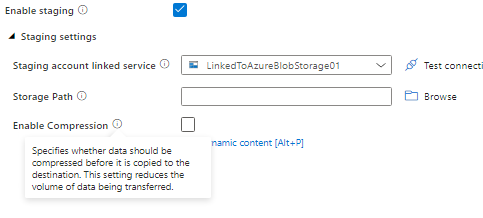 Enable staging
Staging settings
Staging account linked service LinkedToAzureBlobStorage01 Test connecti
Storage Path Browse
Enable Compression
namic content [Alt+P]
Specifies whether data should be
compressed before it is copied to the
destination. This setting reduces the
volume of data being transferred.